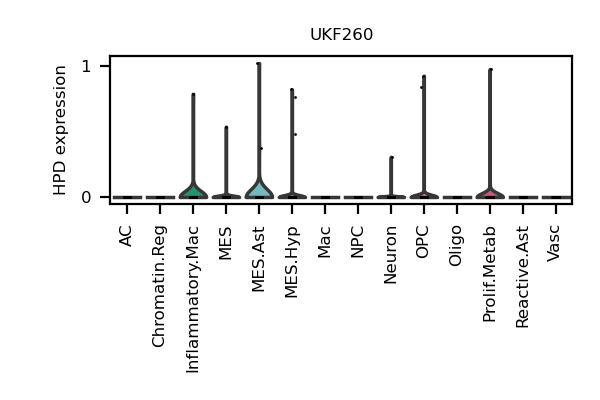 UKF260
HPD expression
1
0
AC
Chromatin.Reg
Inflammatory.Mac
MES
MES.Ast
MES.Hyp
Mac
NPC
Neuron
OPC
Oligo
Prolif.Metab
Reactive.Ast
Vasc